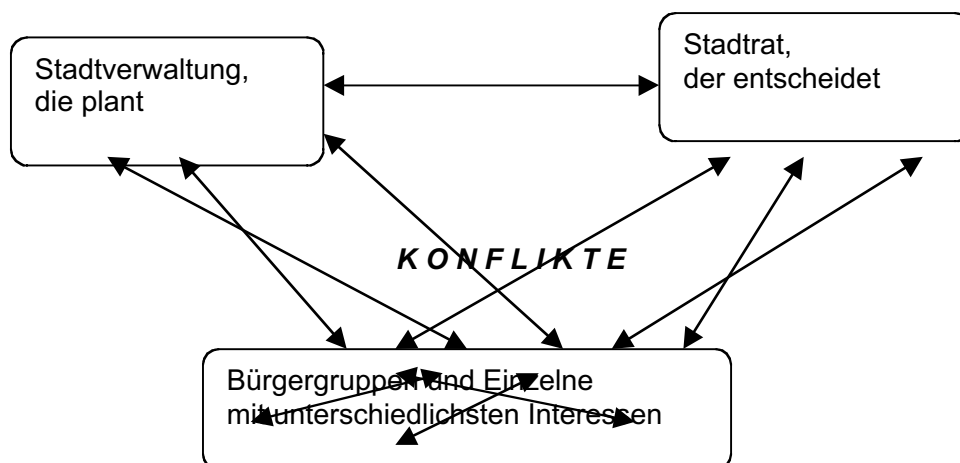 Stadtverwaltung,
die plant
Stadtrat,
der entscheidet
K O N F L I K T E
Bürgergruppen und Einzelne
mit unterschiedlichsten Interessen